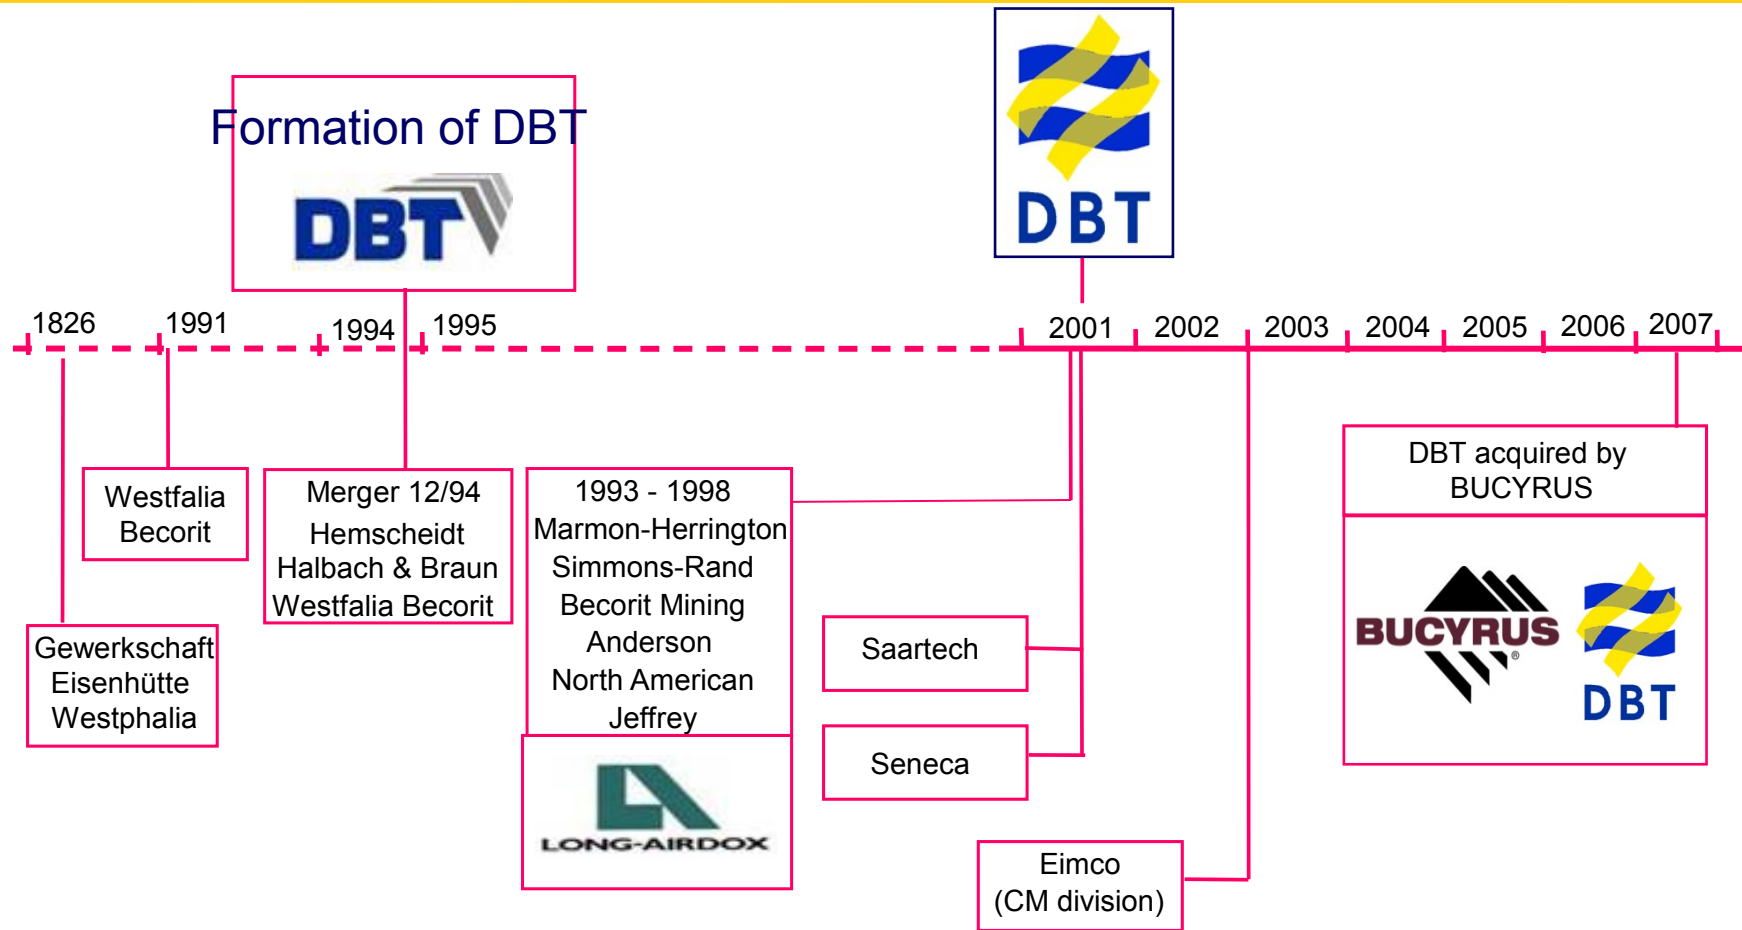 Formation of DBT
DBT
DBT
1826
1991
1994
1995
2001
2002
2003
2004
2005
2006
2007
Westfalia
Becorit
Merger 12/94
Hemscheidt
Halbach & Braun
Westfalia Becorit
1993 - 1998
Marmon-Herrington
Simmons-Rand
Becorit Mining
Anderson
North American
Jeffrey
LONG-AIRDOX
Gewerkschaft
Eisenhütte
Westphalia
Saartech
Seneca
Eimco
(CM division)
DBT acquired by
BUCYRUS
BUCYRUS
®
DBT